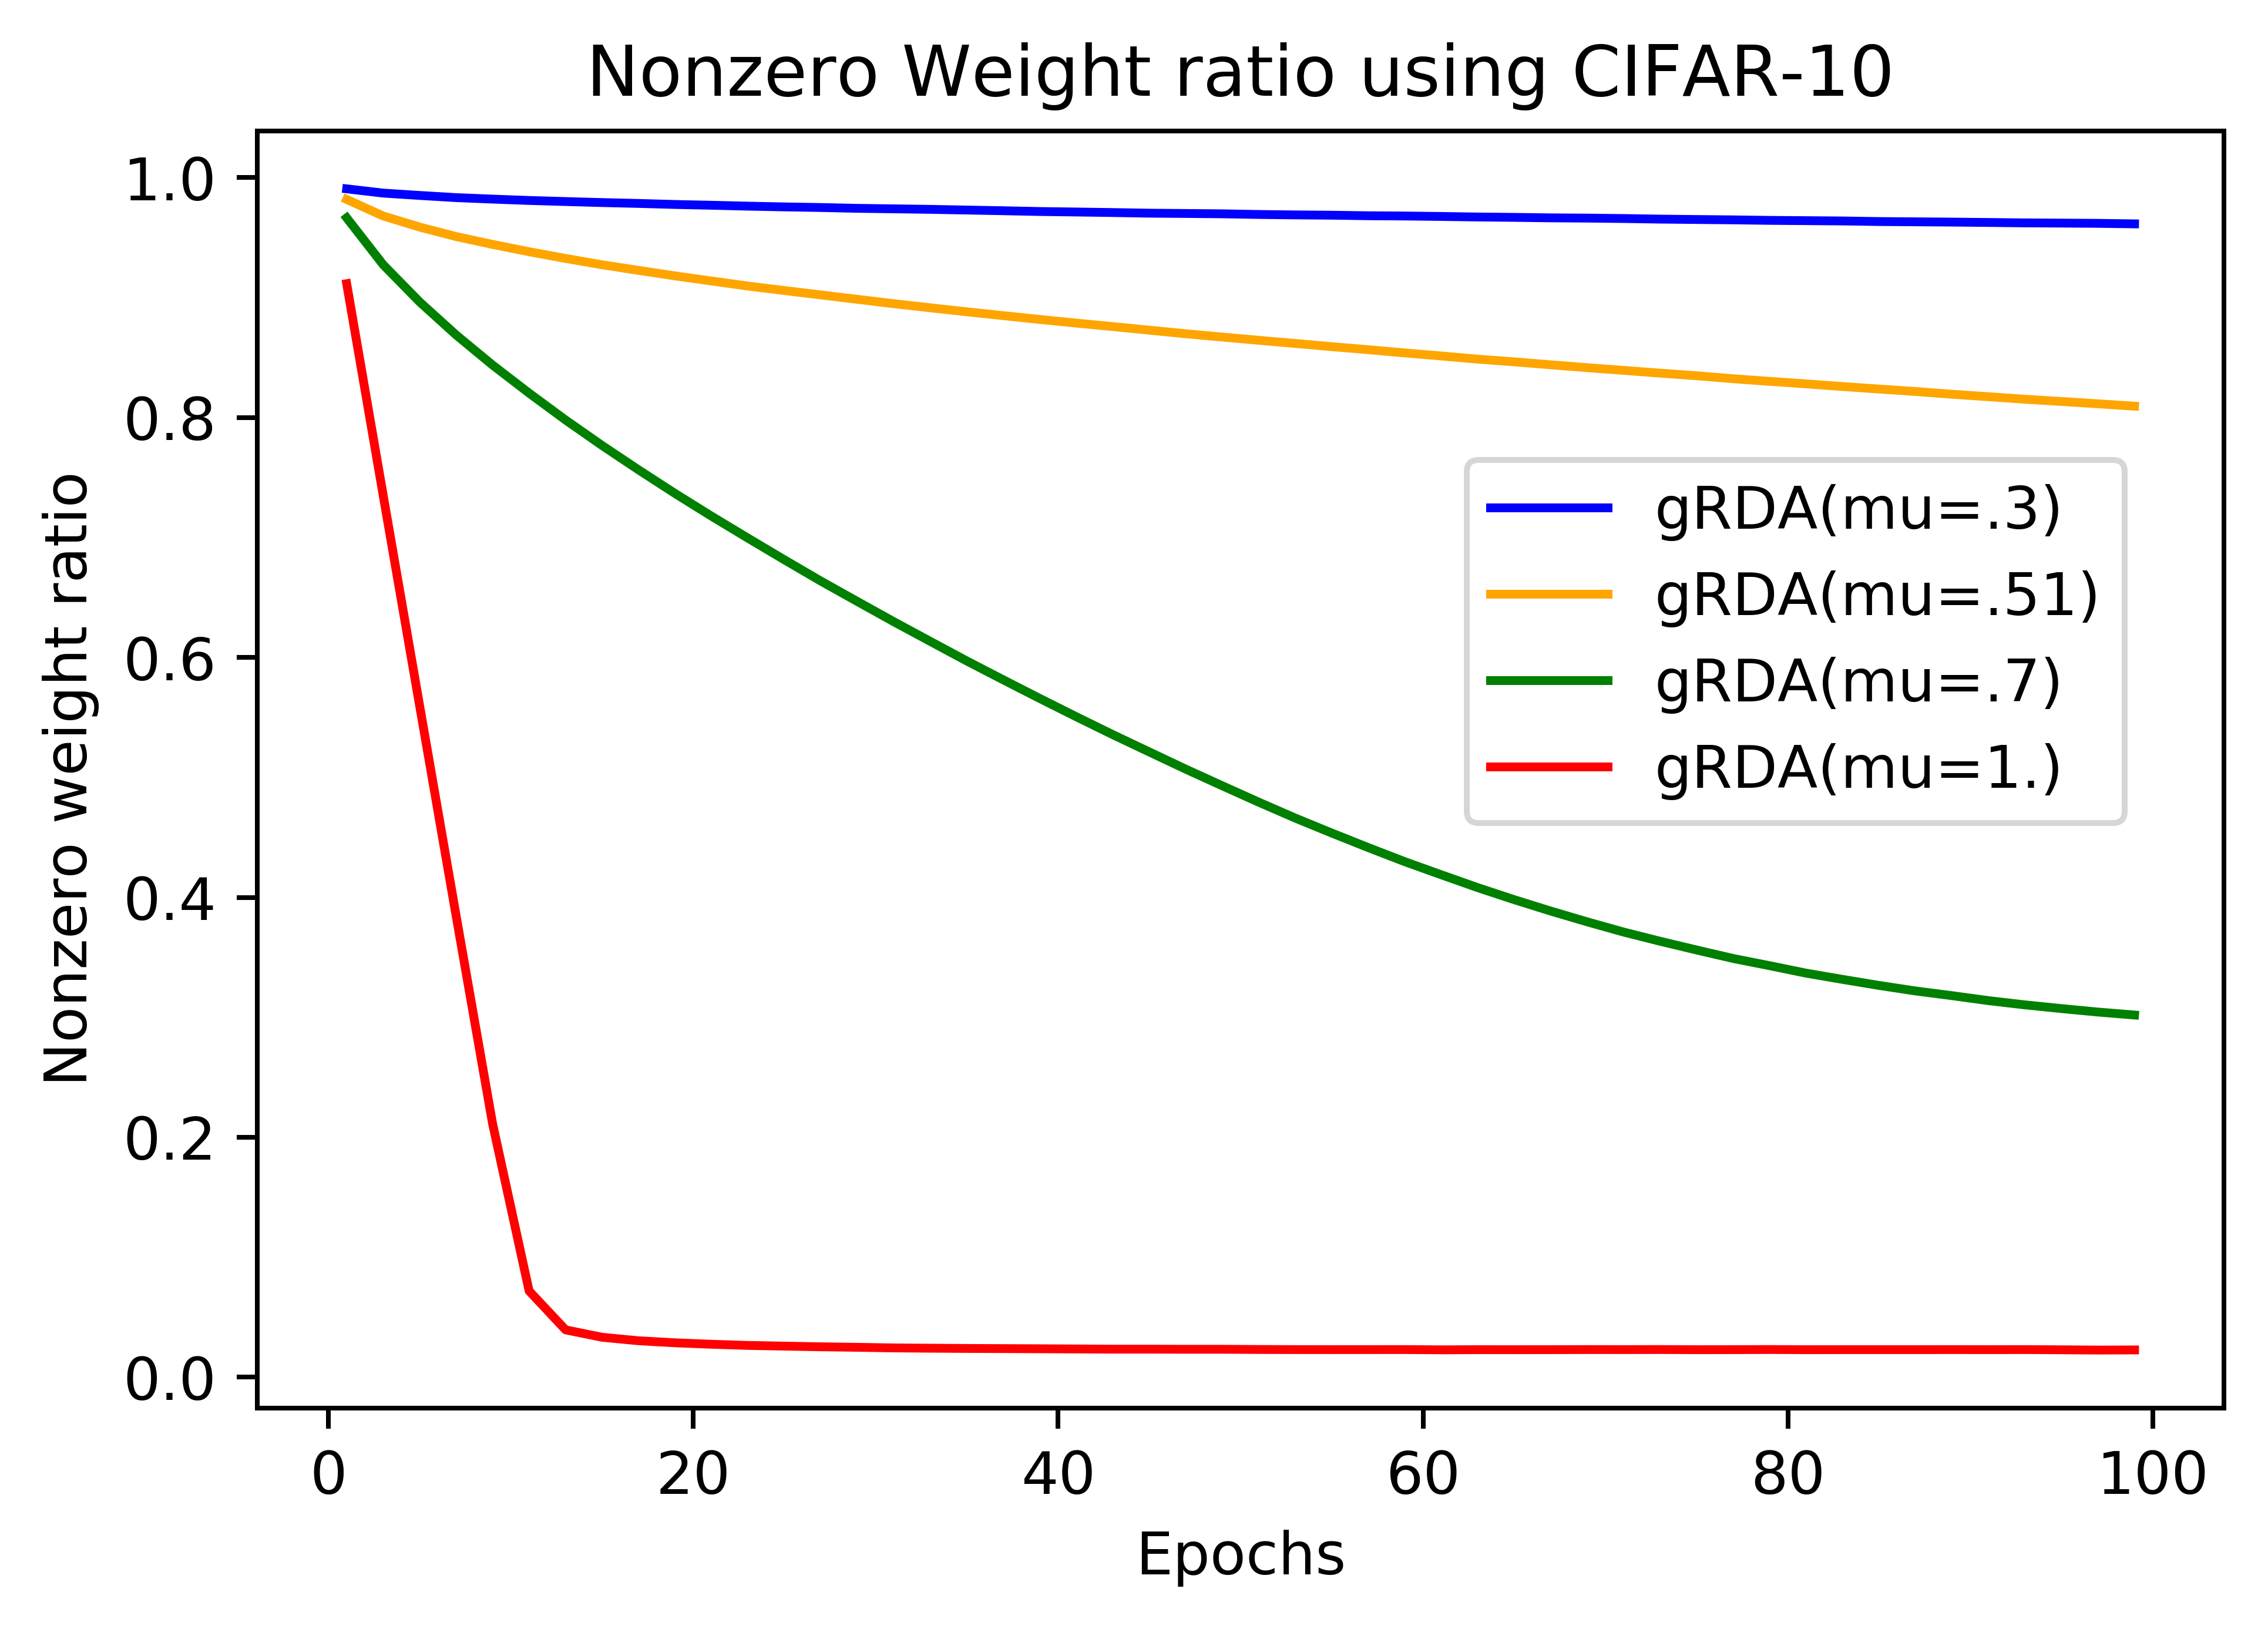 Nonzero Weight ratio using CIFAR-10
Nonzero weight ratio
1.0
0.8
0.6
0.4
0.2
0.0
gRDA(mu=.3)
gRDA(mu=.51)
gRDA(mu=.7)
gRDA(mu=1.)
0 20 40 60 80 100
Epochs